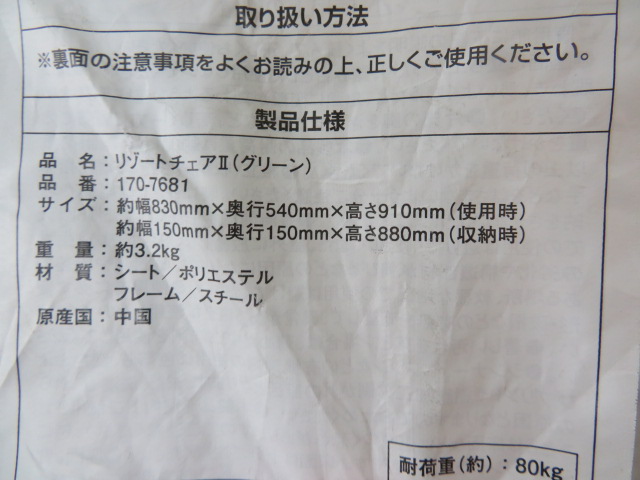 取り扱い方法
※裏面の注意事項をよくお読みの上、正しくご使用ください。
製品仕様
品 名：リゾートチェアⅡ（グリーン）
品 番：170-7681
サイズ：約幅830mm×奥行540mm×高さ910mm（使用時）
約幅150mm×奥行150mm×高さ880mm（収納時）
重 量：約3.2kg
材 質：シート／ポリエステル
フレーム／スチール
原産国：中国
耐荷重（約）：80kg